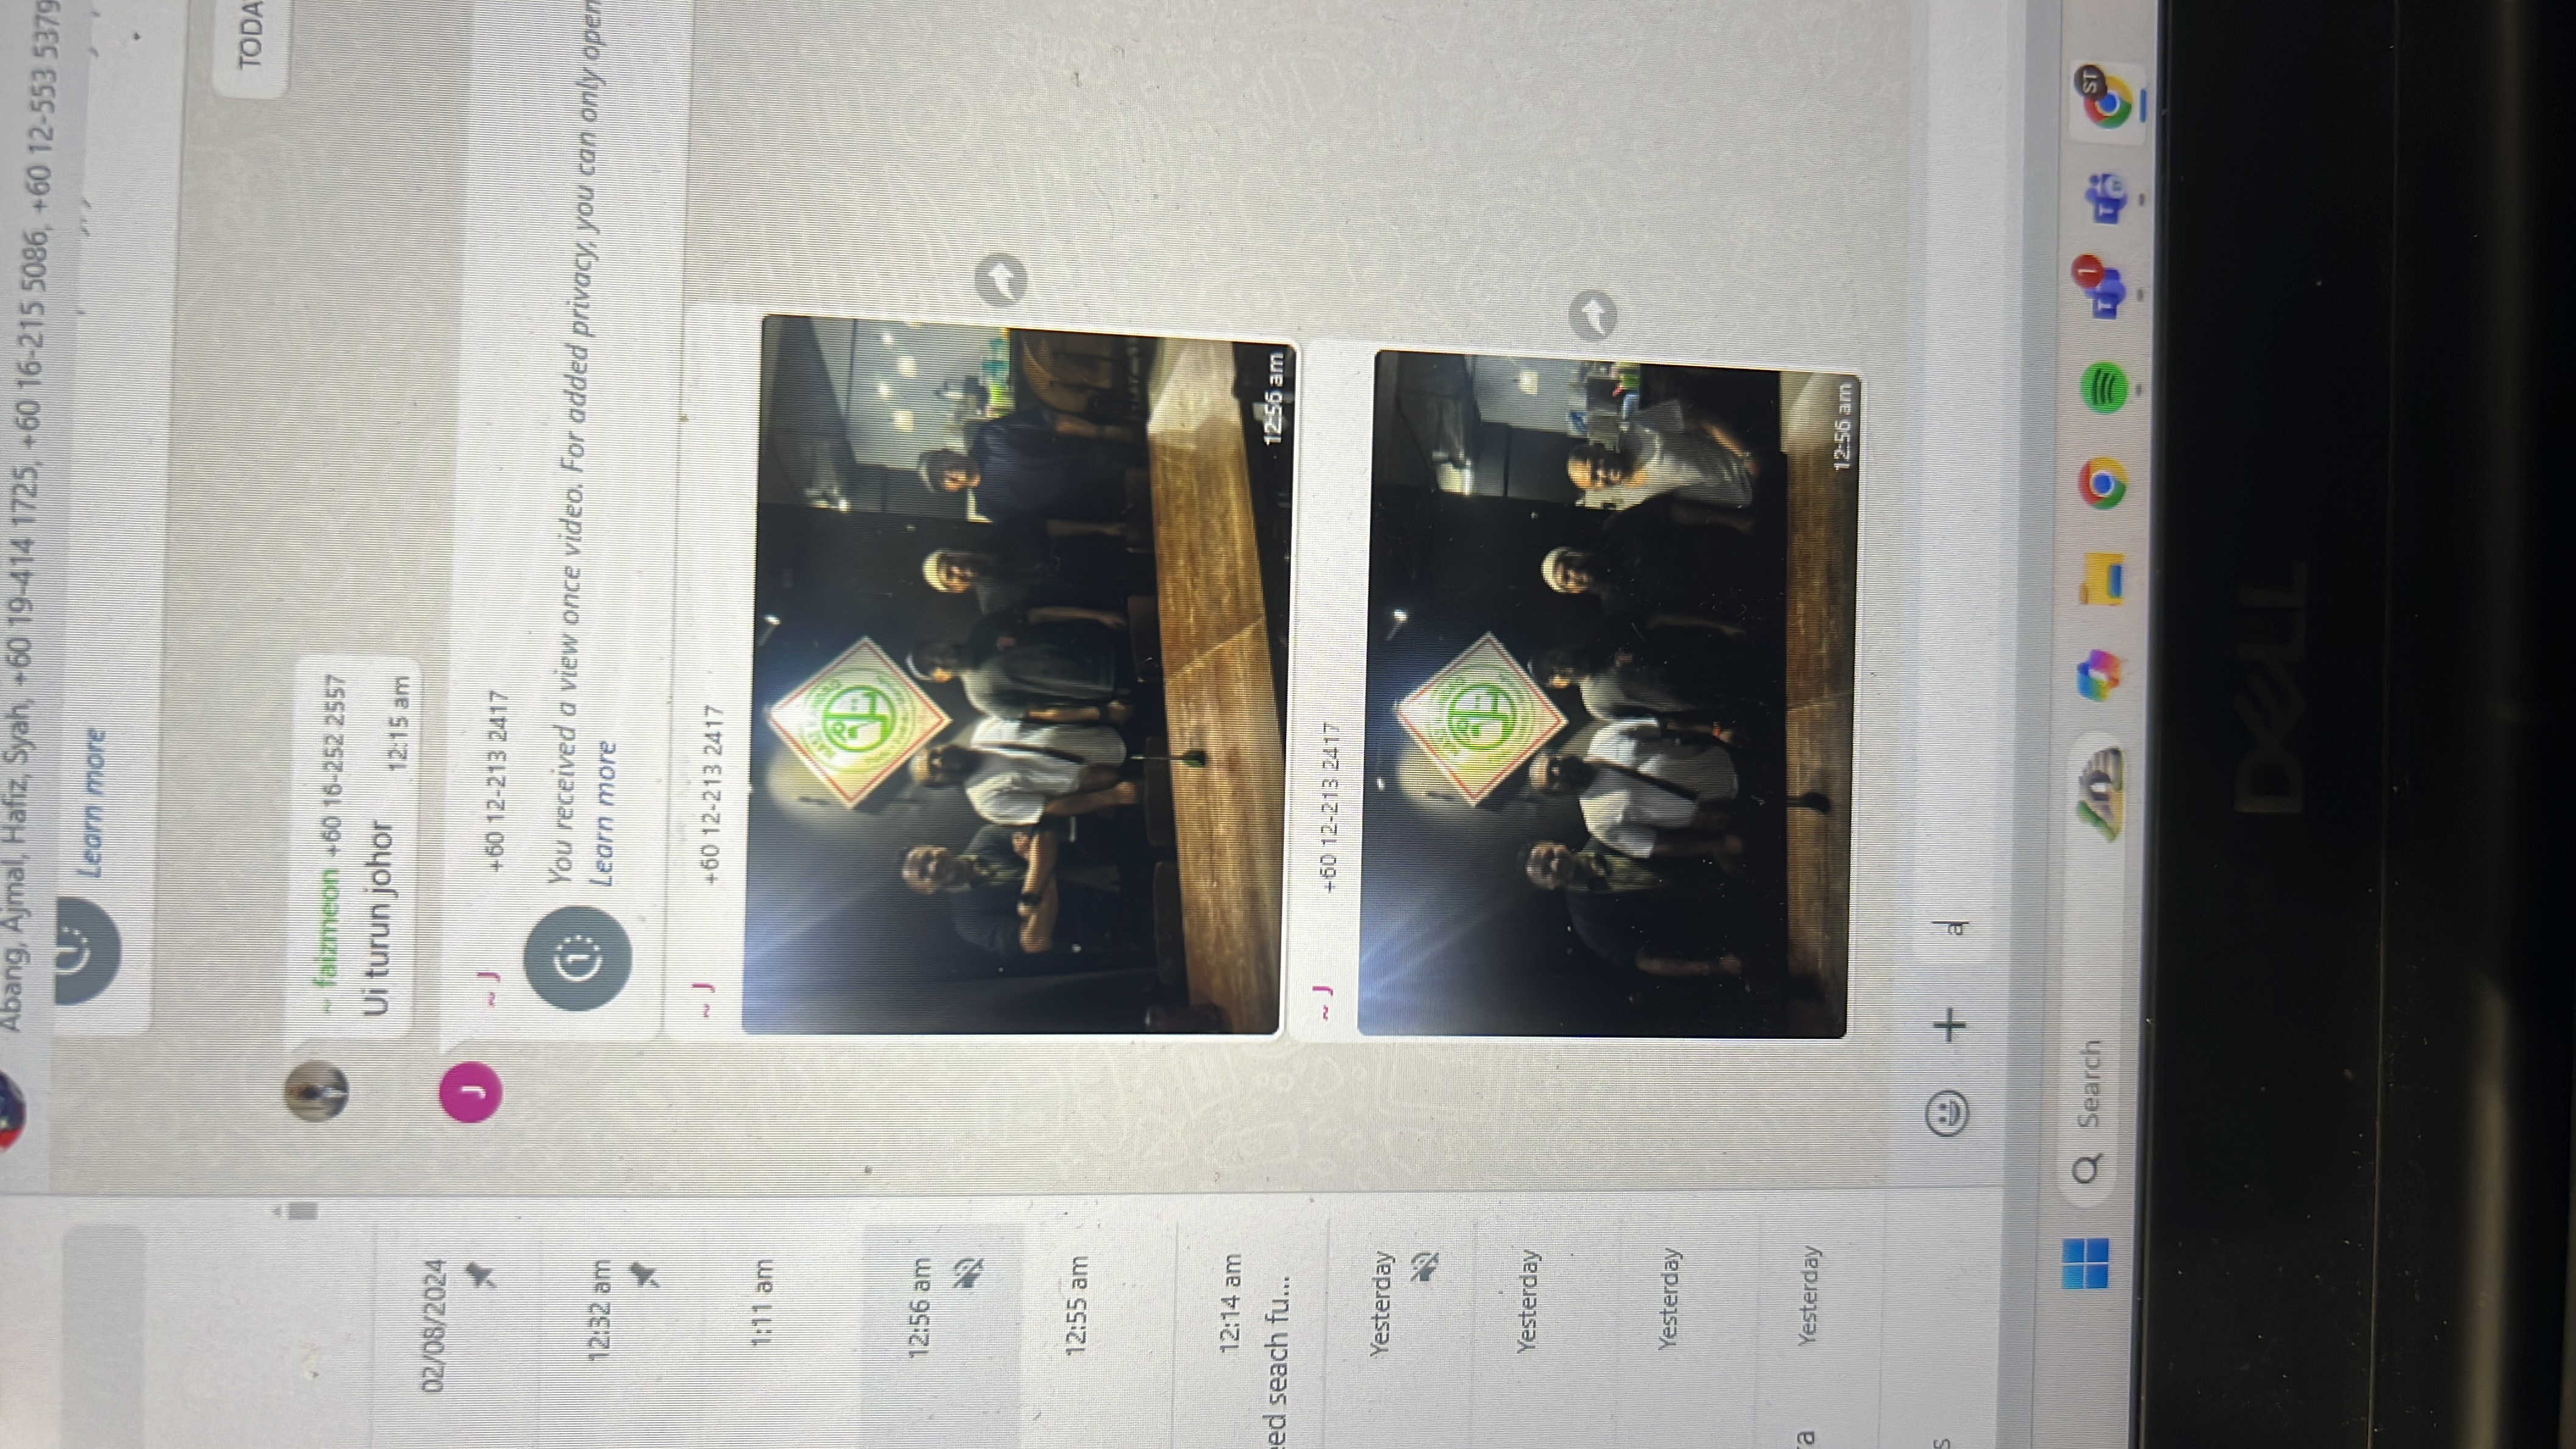 Abang, Ajmal, Hafiz, Syah, +60 19-414 1725, +60 16-215 5086, +60 12-553 5379
Learn more
TODA
~ faizmeon +60 16-252 2557
Ui turun johor
12:15 am
02/08/2024
J
~ J +60 12-213 2417
You received a view once video. For added privacy, you can only open
Learn more
12:32 am
~ J +60 12-213 2417
1:11 am
12:56 am
12:55 am
12:14 am
ed seach fu...
12:56 am
~ J +60 12-213 2417
Yesterday
Yesterday
Yesterday
ra Yesterday
12:56 am
s
a
Search
1
ST
DELL